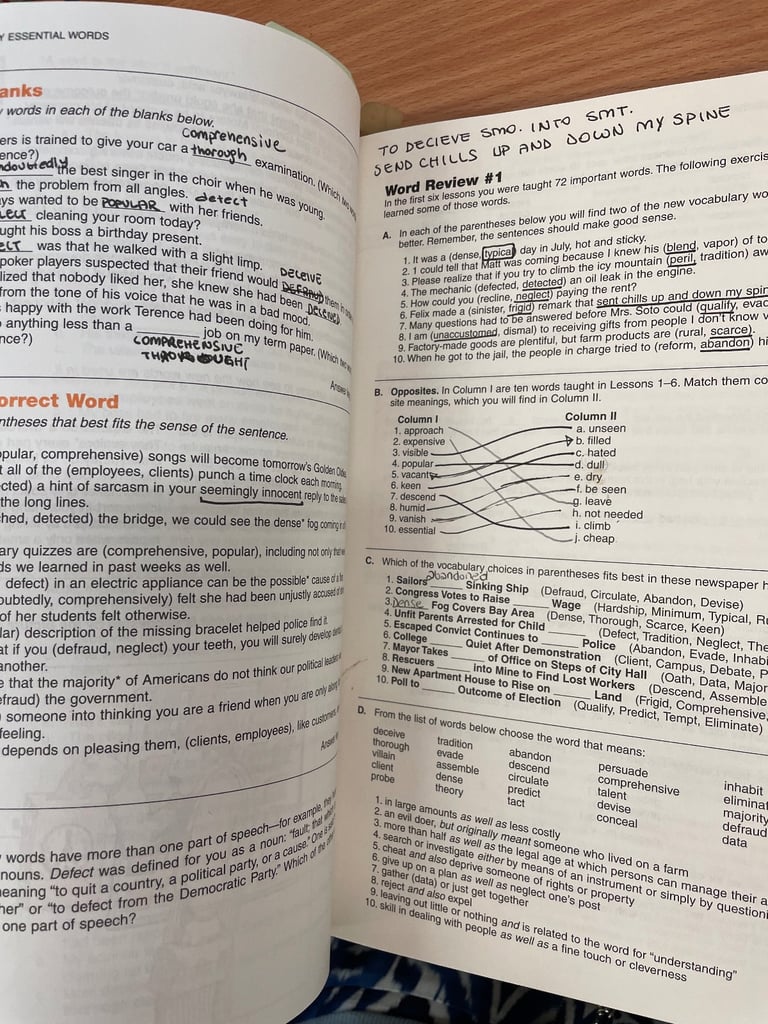 ESSENTIAL WORDS
anks
words in each of the blanks below.
comprehensive
ers is trained to give your car a thorough examination. (Which two
ence?)
ndoubtedly the best singer in the choir when he was young.
the problem from all angles. detect
ys wanted to be POPULAR with her friends.
cleaning your room today?
ught his boss a birthday present.
was that he walked with a slight limp. DECEIVE
poker players suspected that their friend would DEFRAUD them
lized that nobody liked her, she knew she had been
from the tone of his voice that he was in a bad mood.
happy with the work Terence had been doing for him.
anything less than a job on my term paper. (Which
nce?) COMPREHENSIVE
Answer
orrect Word
ntheses that best fits the sense of the sentence.
opular, comprehensive) songs will become tomorrow's Golden
t all of the (employees, clients) punch a time clock each morning.
cted) a hint of sarcasm in your seemingly innocent reply to the
the long lines.
ched, detected) the bridge, we could see the dense* fog coming
ary quizzes are (comprehensive, popular), including not only
ds we learned in past weeks as well.
defect) in an electric appliance can be the possible* cause of a
oubtedly, comprehensively) felt she had been unjustly accused
of her students felt otherwise.
lar) description of the missing bracelet helped police find it.
at if you (defraud, neglect) your teeth, you will surely develop
another.
e that the majority* of Americans do not think our political leaders
efraud) the government.
someone into thinking you are a friend when you are only
feeling.
depends on pleasing them, (clients, employees), like customers,
Answer
words have more than one part of speech—for example, they
nouns. Defect was defined for you as a noun: "fault; that
eaning "to quit a country, a political party, or a cause." One is
her" or "to defect from the Democratic Party." Which of the
one part of speech?
TO DECIEVE SMO. INTO SMT.
SEND CHILLS UP AND DOWN MY SPINE
Word Review #1
In the first six lessons you were taught 72 important words. The following exercis
learned some of those words.
A. In each of the parentheses below you will find two of the new vocabulary wo
better. Remember, the sentences should make good sense.
1. It was a (dense, typical) day in July, hot and sticky.
2. I could tell that Matt was coming because I knew his (blend, vapor) of to
3. Please realize that if you try to climb the icy mountain (peril, tradition) aw
4. The mechanic (defected, detected) an oil leak in the engine.
5. How could you (recline, neglect) paying the rent?
6. Felix made a (sinister, frigid) remark that sent chills up and down my spin
7. Many questions had to be answered before Mrs. Soto could (qualify, evac
8. I am (unaccustomed, dismal) to receiving gifts from people I don't know
9. Factory-made goods are plentiful, but farm products are (rural, scarce).
10. When he got to the jail, the people in charge tried to (reform, abandon) hi
B. Opposites. In Column I are ten words taught in Lessons 1–6. Match them co
site meanings, which you will find in Column II.
Column I Column II
1. approach a. unseen
2. expensive b. filled
3. visible c. hated
4. popular d. dull
5. vacant e. dry
6. keen f. be seen
7. descend g. leave
8. humid h. not needed
9. vanish i. climb
10. essential j. cheap
C. Which of the vocabulary choices in parentheses fits best in these newspaper h
1. Sailors abandoned Sinking Ship (Defraud, Circulate, Abandon, Devise)
2. Congress Votes to Raise Wage (Hardship, Minimum, Typical, Ru
3. Dense Fog Covers Bay Area (Dense, Thorough, Scarce, Keen)
4. Unfit Parents Arrested for Child (Defect, Tradition, Neglect, The
5. Escaped Convict Continues to Police (Abandon, Evade, Inhabi
6. College Quiet After Demonstration (Client, Campus, Debate, P
7. Mayor Takes of Office on Steps of City Hall (Oath, Data, Major
8. Rescuers into Mine to Find Lost Workers (Descend, Assemble
9. New Apartment House to Rise on Land (Frigid, Comprehensive,
10. Poll to Outcome of Election (Qualify, Predict, Tempt, Eliminate)
D. From the list of words below choose the word that means:
deceive tradition abandon persuade inhabit
thorough evade descend comprehensive eliminat
villain assemble circulate talent majority
client dense predict devise defraud
probe theory tact conceal data
1. in large amounts as well as less costly
2. an evil doer, but originally meant someone who lived on a farm
3. more than half as well as the legal age at which persons can manage their a
4. search or investigate either by means of an instrument or simply by questioni
5. cheat and also deprive someone of rights or property
6. give up on a plan as well as neglect one's post
7. gather (data) or just get together
8. reject and also expel
9. leaving out little or nothing and is related to the word for "understanding"
10. skill in dealing with people as well as a fine touch or cleverness